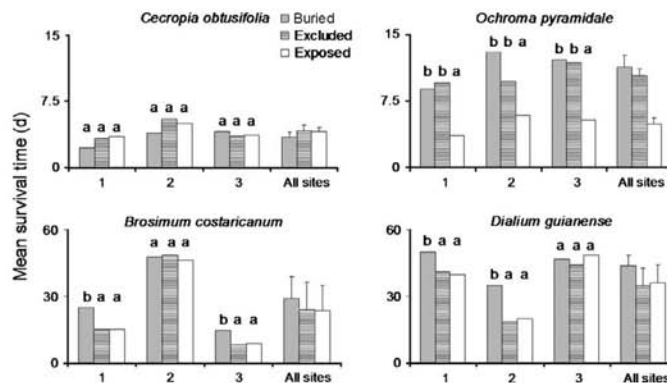 Cecropia obtusifolia
Buried
Excluded
Exposed
15
7.5
0
a a a
a a a
a a a
1 2 3 All sites
Ochroma pyramidale
15
7.5
0
b b a
b b a
b b a
1 2 3 All sites
Mean survival time (d)
Brosimum costaricanum
60
30
0
b a a
a a a
b a a
1 2 3 All sites
Dialium guianense
60
30
0
b a a
b a a
a a a
1 2 3 All sites